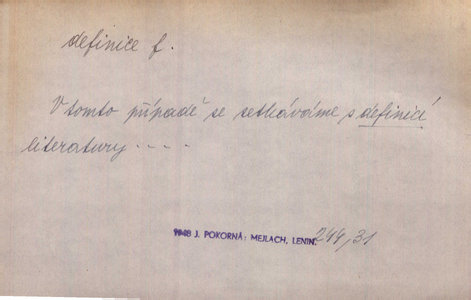 definice f.
V tomto případě se setkáváme s definicí
literatury . . . .
1948 J. POKORNÁ: MEJLACH, LENIN. 244,31